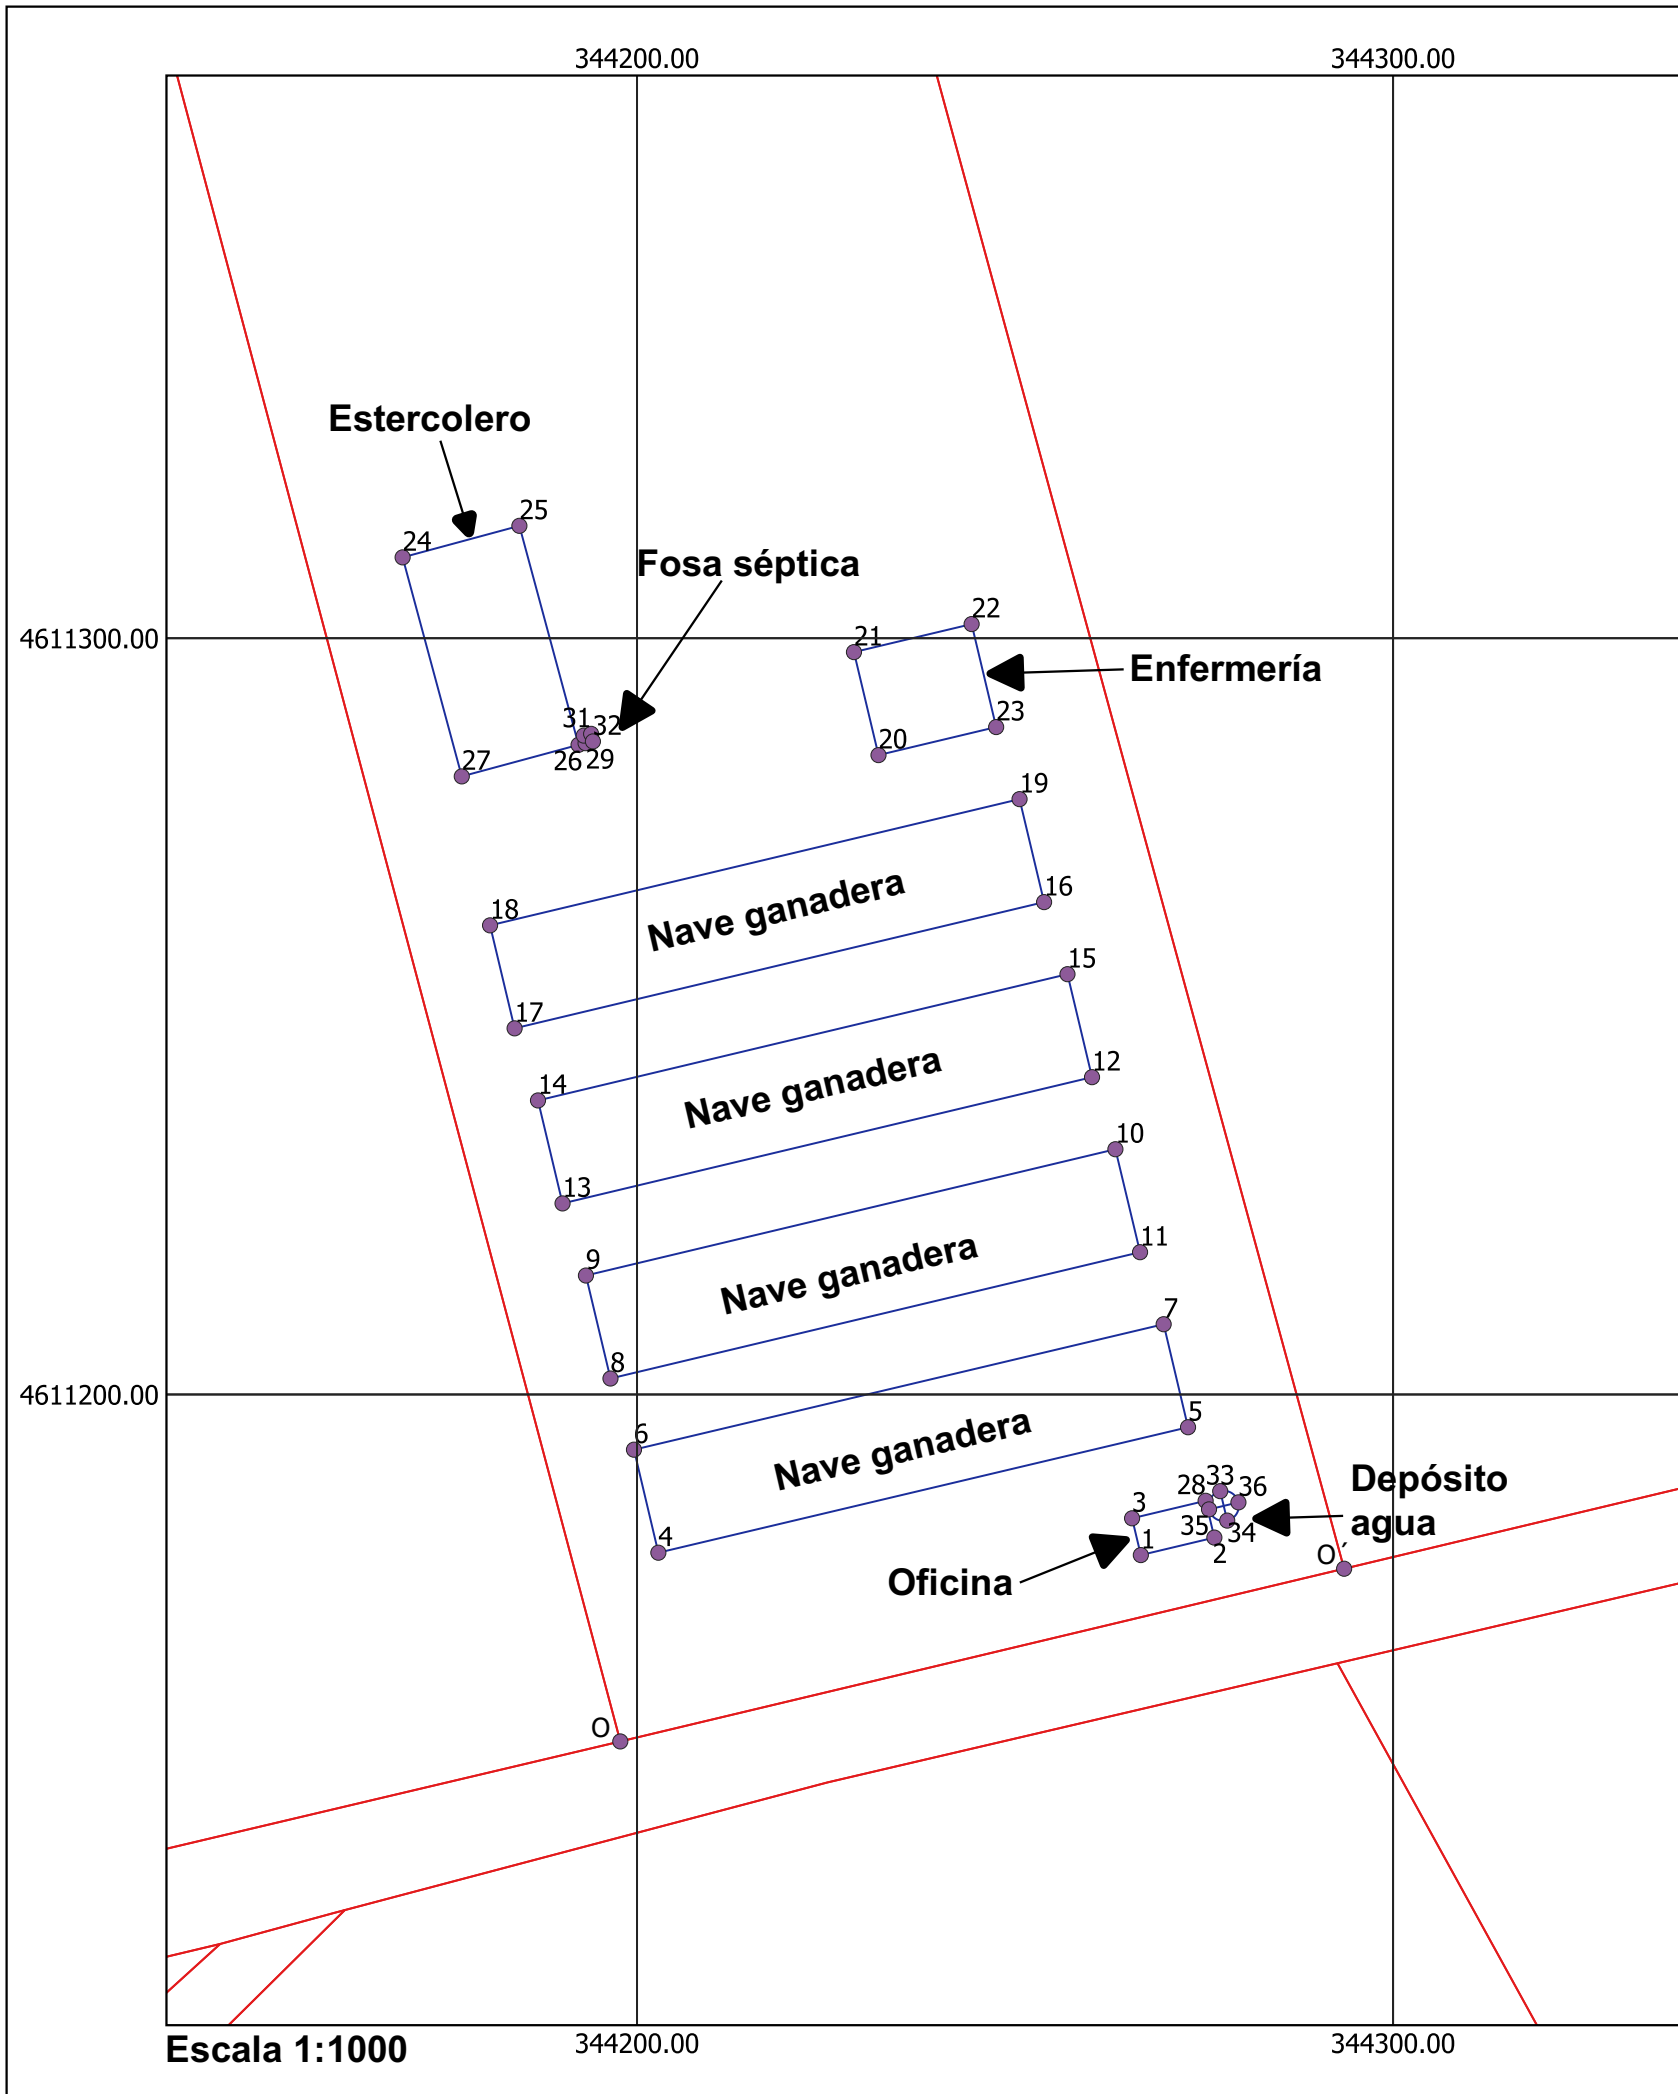 344200.00 344300.00
Estercolero
25
24
Fosa séptica
22
4611300.00
21
Enfermería
31 32
23
20
26 29
27
19
16
18
Nave ganadera
15
17
12
14
Nave ganadera
10
13
11
9
Nave ganadera
7
8
4611200.00
5
6
Nave ganadera
33
Depósito
28 36
3
agua
35 34
4
1
2
O´
Oficina
O
Escala 1:1000
344200.00 344300.00